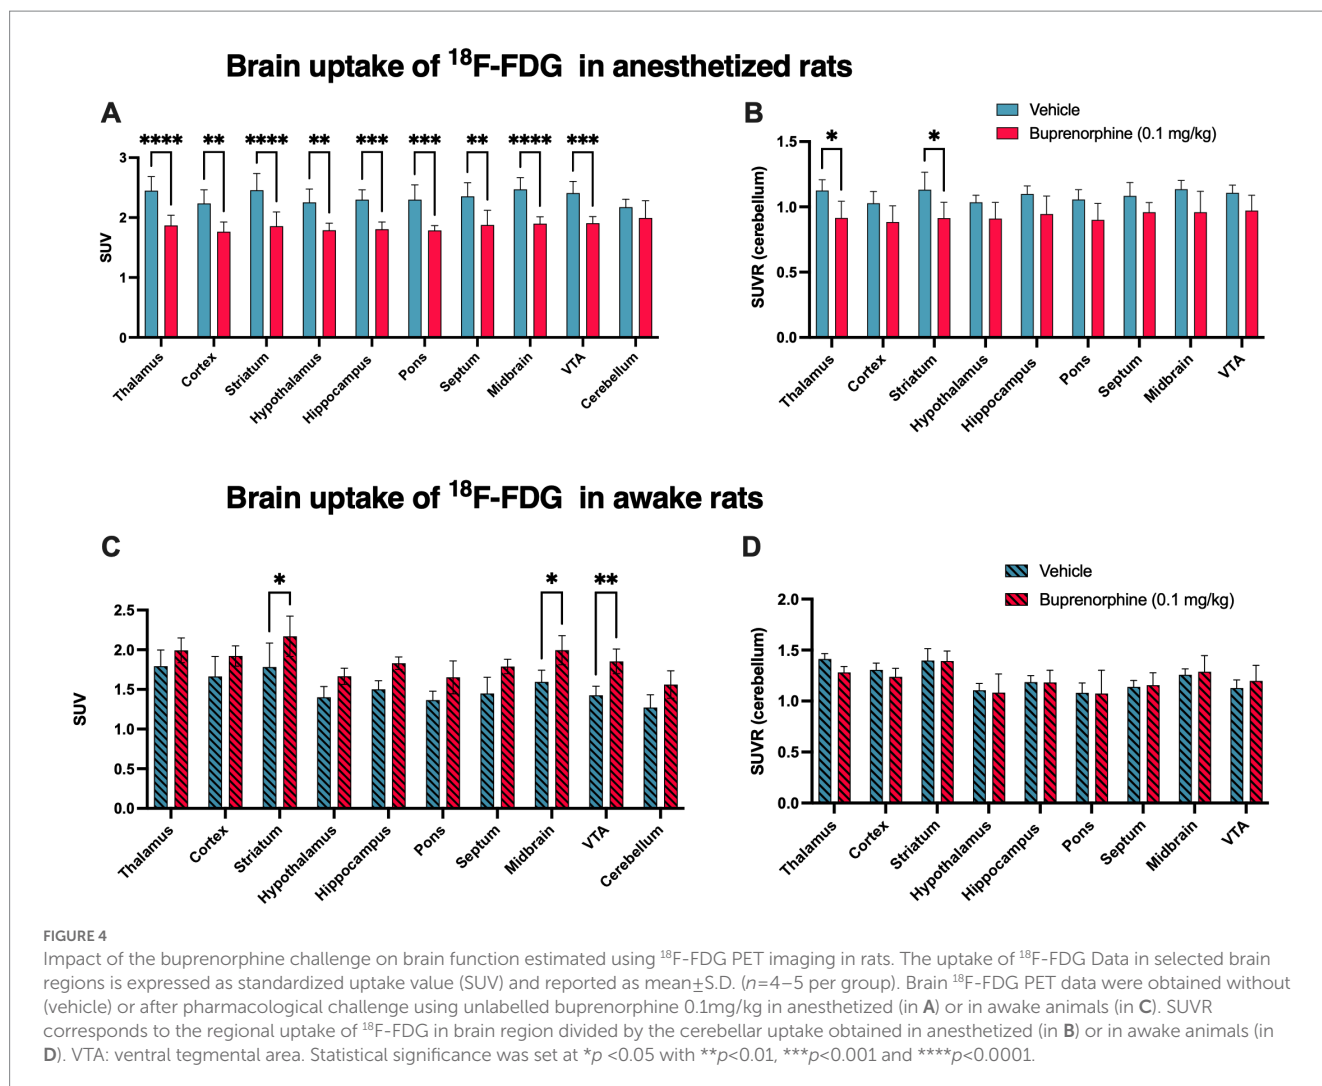 Brain uptake of ¹⁸F-FDG in anesthetized rats
A
**** ** **** ** *** *** ** **** ***
3
2
1
0
SUV
Thalamus
Cortex
Striatum
Hypothalamus
Hippocampus
Pons
Septum
Midbrain
VTA
Cerebellum
B
Vehicle
Buprenorphine (0.1 mg/kg)
* *
1.5
1.0
0.5
0.0
SUVR (cerebellum)
Thalamus
Cortex
Striatum
Hypothalamus
Hippocampus
Pons
Septum
Midbrain
VTA
Brain uptake of ¹⁸F-FDG in awake rats
C
* * **
2.5
2.0
1.5
1.0
0.5
0.0
SUV
Thalamus
Cortex
Striatum
Hypothalamus
Hippocampus
Pons
Septum
Midbrain
VTA
Cerebellum
D
Vehicle
Buprenorphine (0.1 mg/kg)
2.0
1.5
1.0
0.5
0.0
SUVR (cerebellum)
Thalamus
Cortex
Striatum
Hypothalamus
Hippocampus
Pons
Septum
Midbrain
VTA
FIGURE 4
Impact of the buprenorphine challenge on brain function estimated using ¹⁸F-FDG PET imaging in rats. The uptake of ¹⁸F-FDG Data in selected brain
regions is expressed as standardized uptake value (SUV) and reported as mean±S.D. (n=4–5 per group). Brain ¹⁸F-FDG PET data were obtained without
(vehicle) or after pharmacological challenge using unlabelled buprenorphine 0.1mg/kg in anesthetized (in A) or in awake animals (in C). SUVR
corresponds to the regional uptake of ¹⁸F-FDG in brain region divided by the cerebellar uptake obtained in anesthetized (in B) or in awake animals (in
D). VTA: ventral tegmental area. Statistical significance was set at *p <0.05 with **p<0.01, ***p<0.001 and ****p<0.0001.